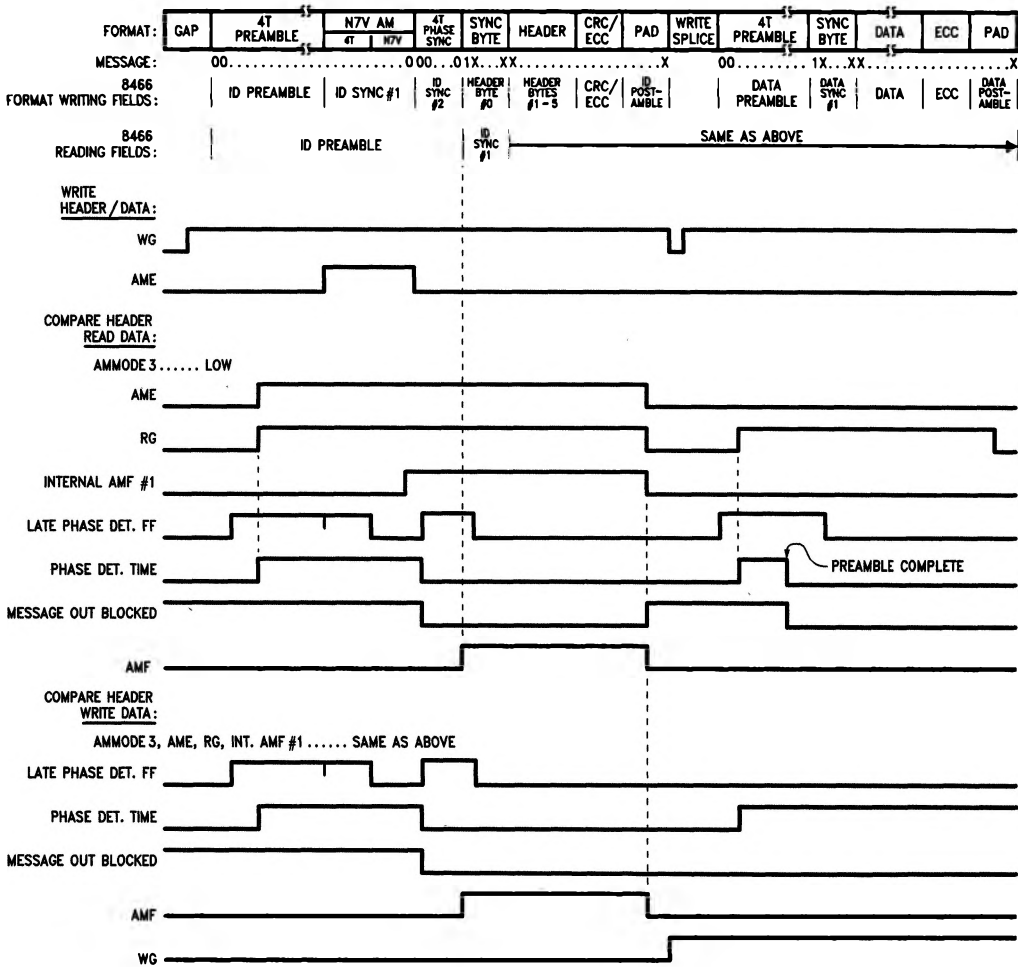 FORMAT: GAP 4T PREAMBLE N7V AM 4T N7V 4T PHASE SYNC SYNC BYTE HEADER CRC/ECC PAD WRITE SPLICE 4T PREAMBLE SYNC BYTE DATA ECC PAD
MESSAGE: 00..............................0 00...01X...XX..............................X 00....................1X...XX..............................X
8466 FORMAT WRITING FIELDS: ID PREAMBLE ID SYNC #1 ID SYNC #2 HEADER BYTE #0 HEADER BYTES #1-5 CRC/ECC ID POST-AMBLE DATA PREAMBLE DATA SYNC #1 DATA ECC DATA POST-AMBLE
8466 READING FIELDS: ID PREAMBLE ID SYNC #1 SAME AS ABOVE
WRITE
HEADER/DATA:
WG
AME
COMPARE HEADER
READ DATA:
AMMODE 3 ...... LOW
AME
RG
INTERNAL AMF #1
LATE PHASE DET. FF
PHASE DET. TIME PREAMBLE COMPLETE
MESSAGE OUT BLOCKED
AMF
COMPARE HEADER
WRITE DATA:
AMMODE 3, AME, RG, INT. AMF #1 ...... SAME AS ABOVE
LATE PHASE DET. FF
PHASE DET. TIME
MESSAGE OUT BLOCKED
AMF
WG